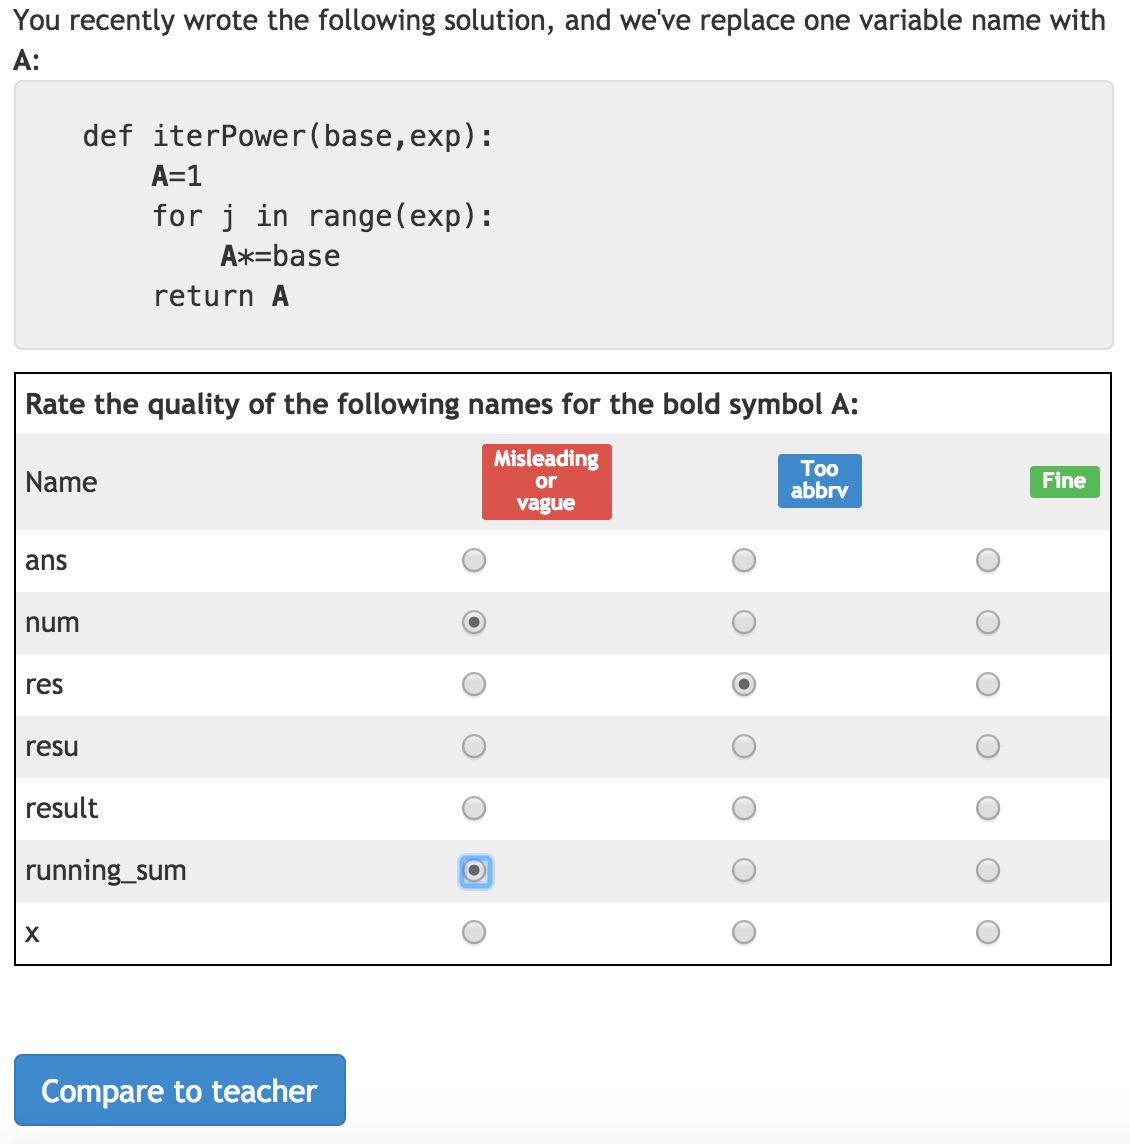 You recently wrote the following solution, and we've replace one variable name with
A:
def iterPower(base,exp):
    A=1
    for j in range(exp):
        A*=base
    return A
Rate the quality of the following names for the bold symbol A:
Name
Misleading
or
vague
Too
abbrv
Fine
ans
num
res
resu
result
running_sum
x
Compare to teacher